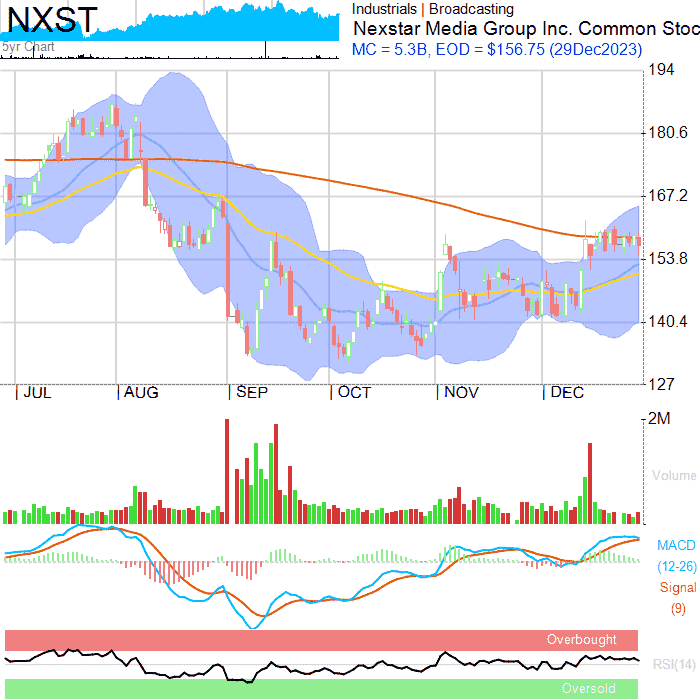 NXST
5yr Chart
Industrials | Broadcasting
Nexstar Media Group Inc. Common Stoc
MC = 5.3B, EOD = $156.75 (29Dec2023)
194
180.6
167.2
153.8
140.4
127
| JUL | AUG | SEP | OCT | NOV | DEC
2M
Volume
MACD
(12-26)
Signal
(9)
Overbought
RSI(14)
Oversold